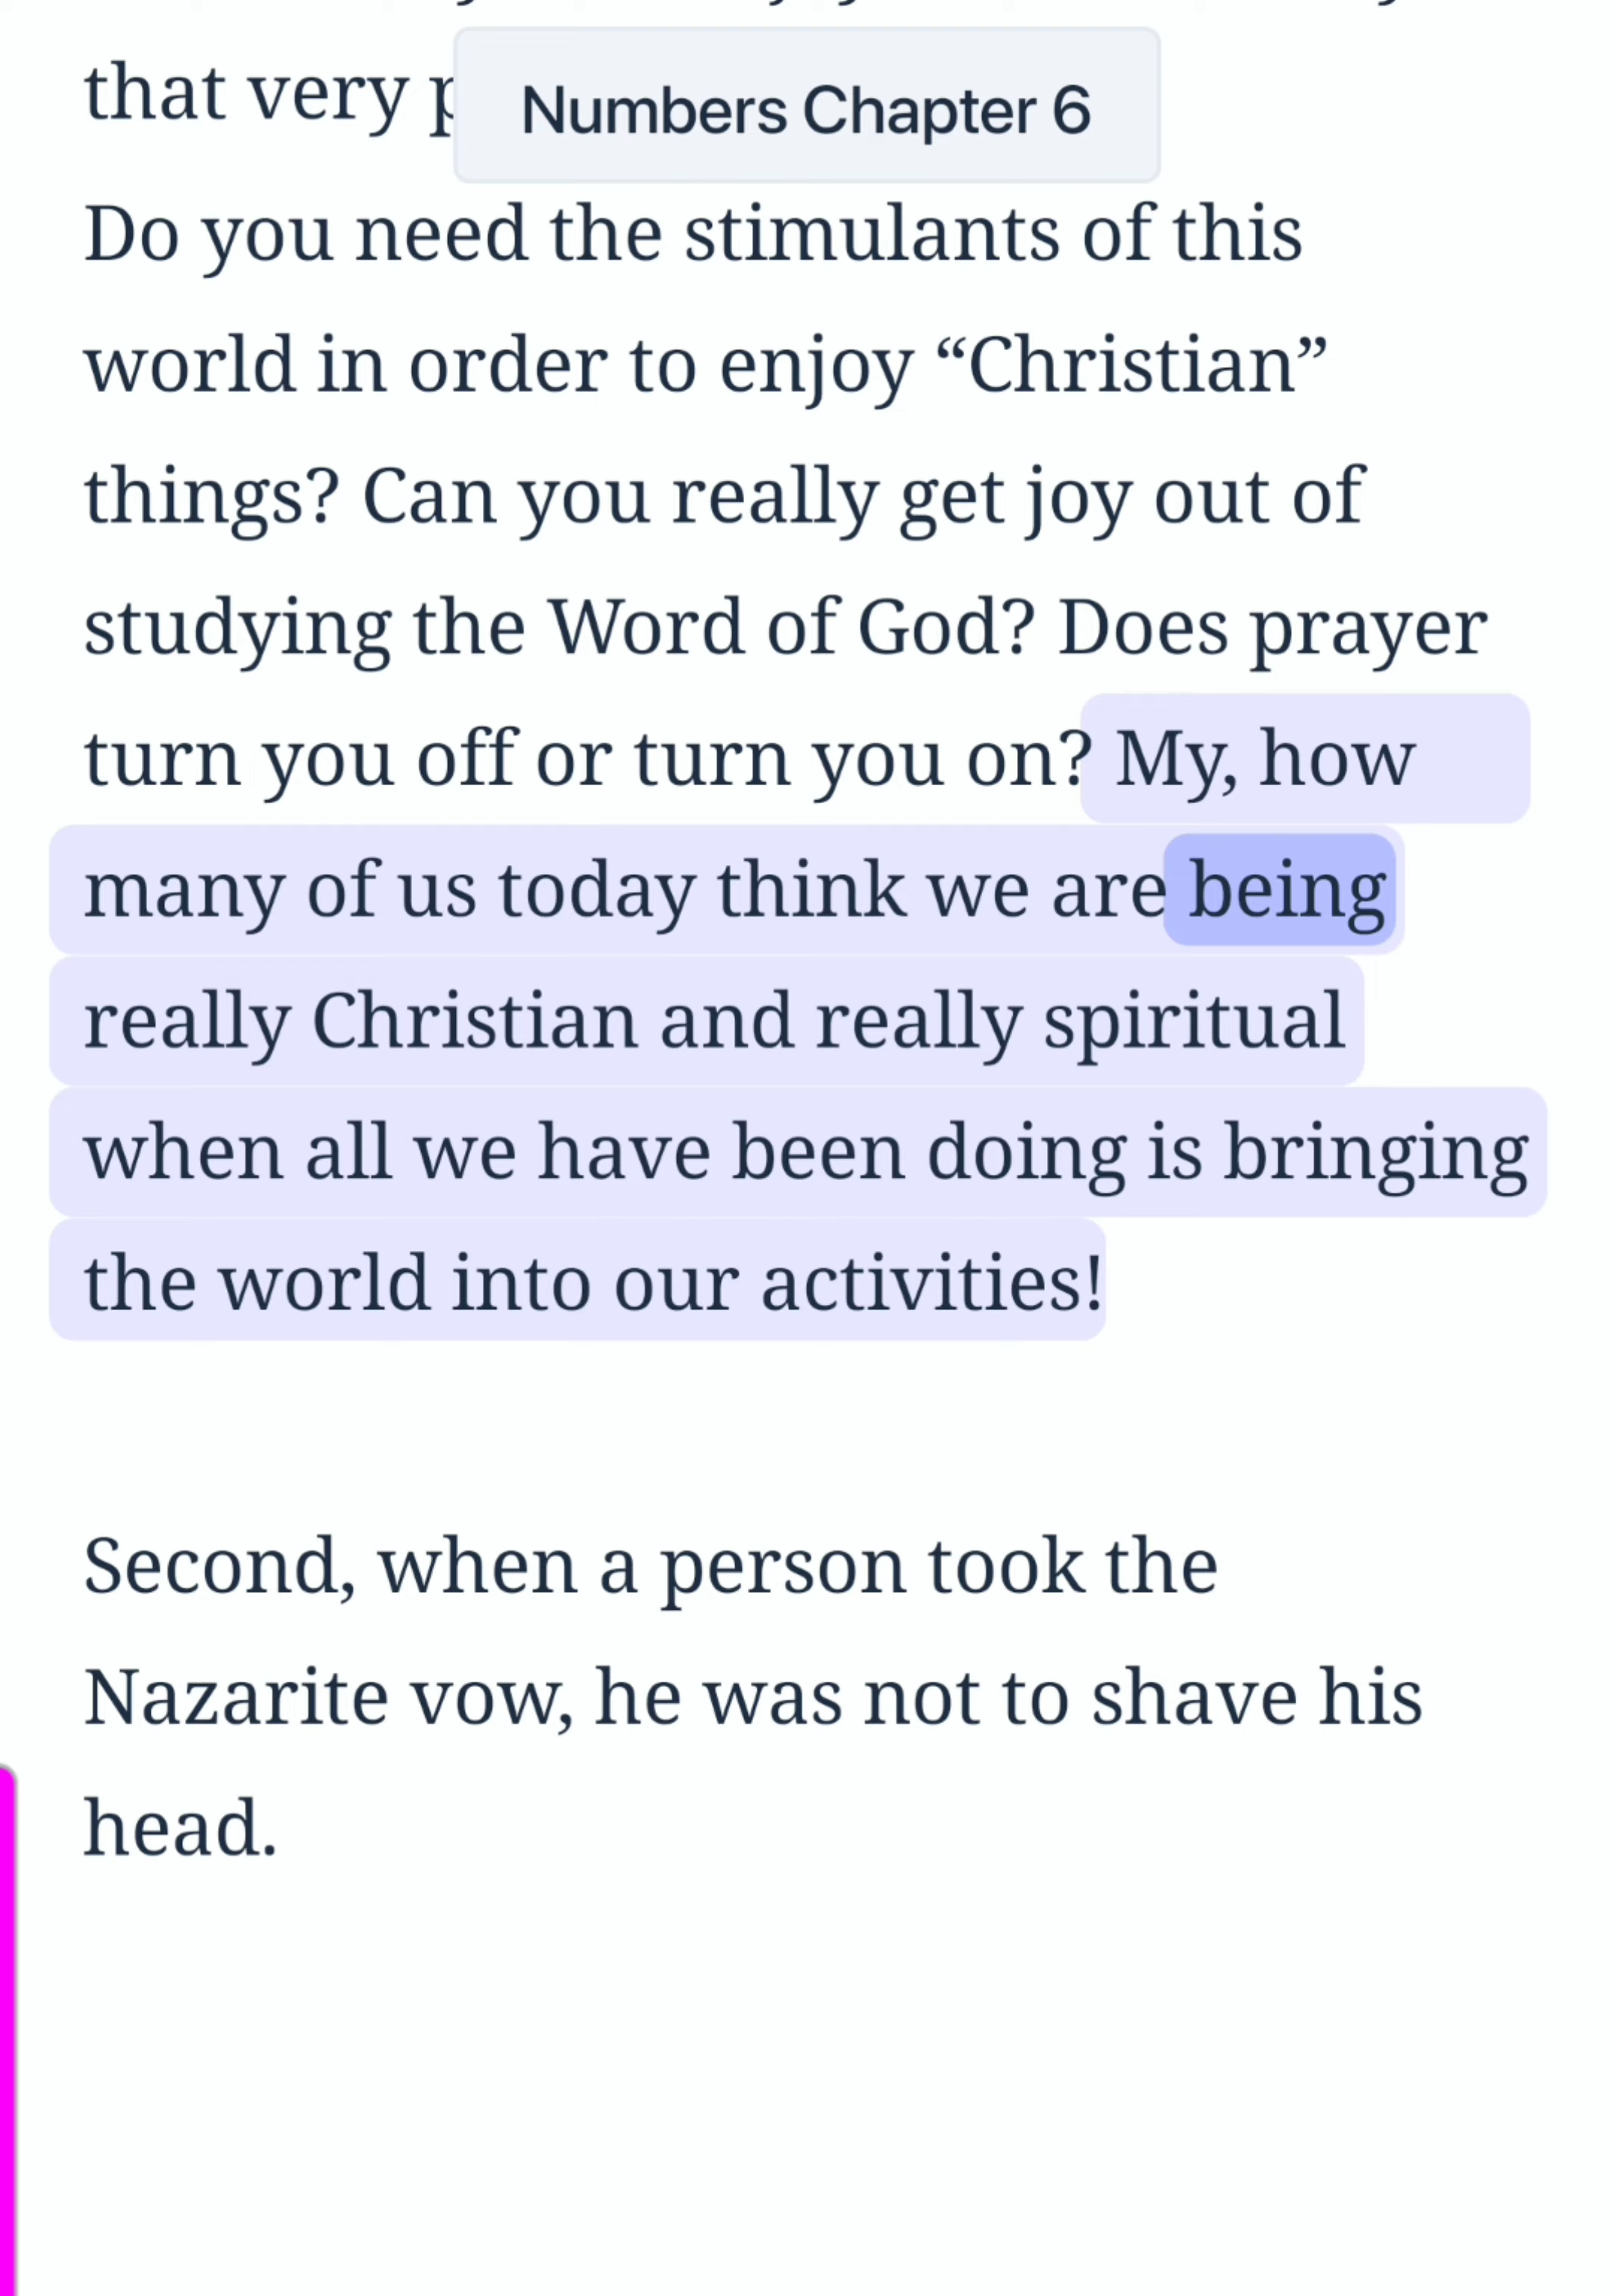 that very
Numbers Chapter 6
Do you need the stimulants of this
world in order to enjoy “Christian”
things? Can you really get joy out of
studying the Word of God? Does prayer
turn you off or turn you on? My, how
many of us today think we are being
really Christian and really spiritual
when all we have been doing is bringing
the world into our activities!
Second, when a person took the
Nazarite vow, he was not to shave his
head.